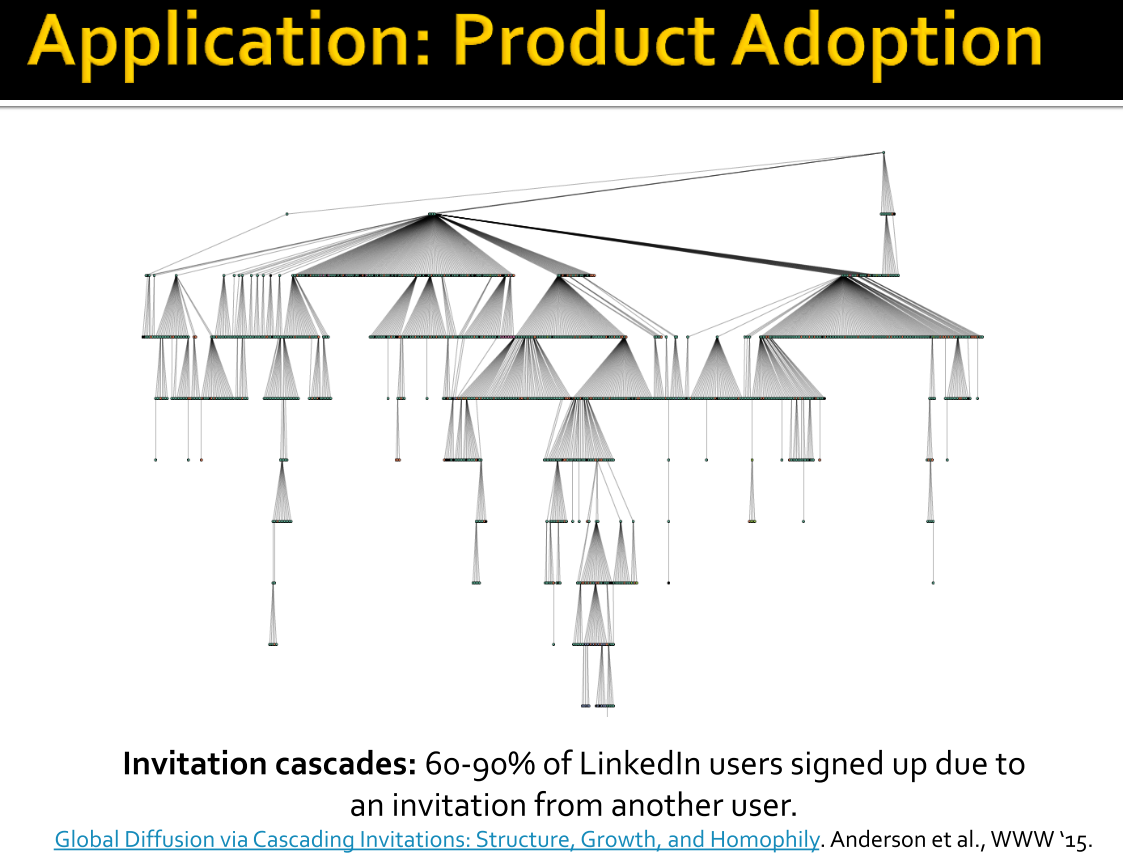 Application: Product Adoption
Invitation cascades: 60-90% of LinkedIn users signed up due to
an invitation from another user.
Global Diffusion via Cascading Invitations: Structure, Growth, and Homophily. Anderson et al., WWW ‘15.